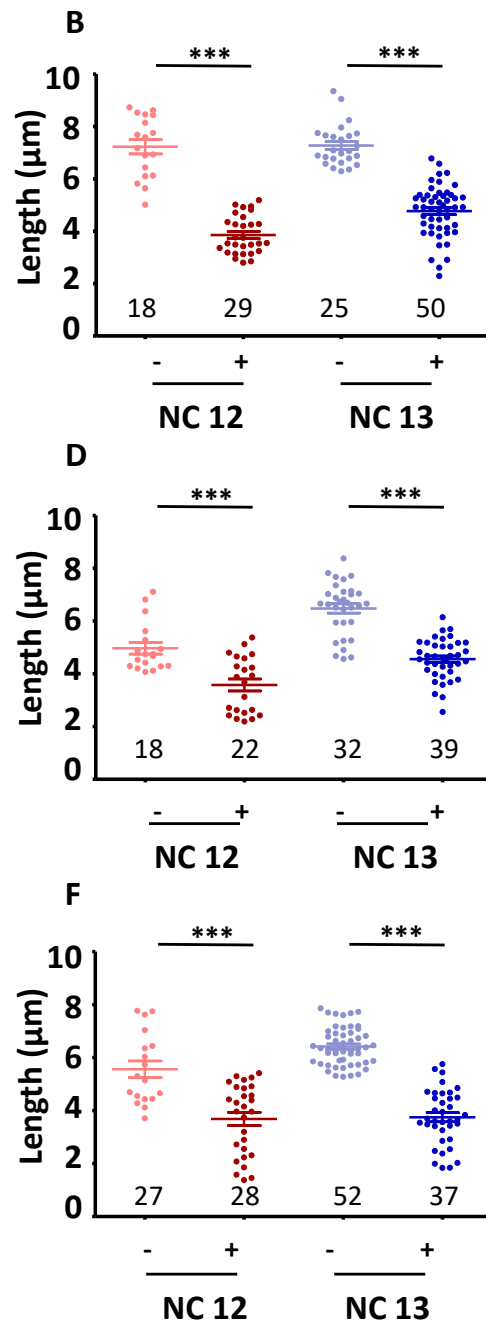 B
*** ***
10
8
6
4
2
0
Length (μm)
18 29 25 50
- + - +
NC 12 NC 13
D
*** ***
10
8
6
4
2
0
Length (μm)
18 22 32 39
- + - +
NC 12 NC 13
F
*** ***
10
8
6
4
2
0
Length (μm)
27 28 52 37
- + - +
NC 12 NC 13